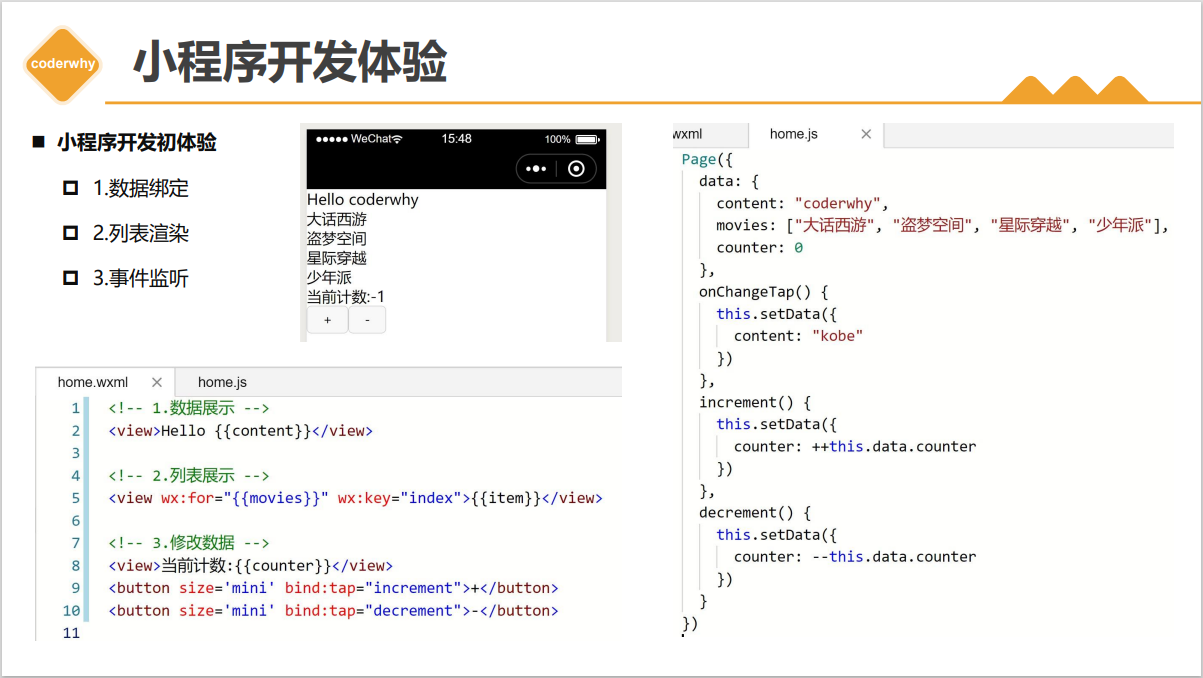 coderwhy
小程序开发体验
小程序开发初体验
1.数据绑定
2.列表渲染
3.事件监听
WeChat 15:48 100%
Hello coderwhy
大话西游
盗梦空间
星际穿越
少年派
当前计数:-1
+ -
home.wxml home.js
1 <!-- 1.数据展示 -->
2 <view>Hello {{content}}</view>
3
4 <!-- 2.列表展示 -->
5 <view wx:for="{{movies}}" wx:key="index">{{item}}</view>
6
7 <!-- 3.修改数据 -->
8 <view>当前计数:{{counter}}</view>
9 <button size='mini' bind:tap="increment">+</button>
10 <button size='mini' bind:tap="decrement">-</button>
11
wxml home.js
Page({
data: {
content: "coderwhy",
movies: ["大话西游", "盗梦空间", "星际穿越", "少年派"],
counter: 0
},
onChangeTap() {
this.setData({
content: "kobe"
})
},
increment() {
this.setData({
counter: ++this.data.counter
})
},
decrement() {
this.setData({
counter: --this.data.counter
})
}
})